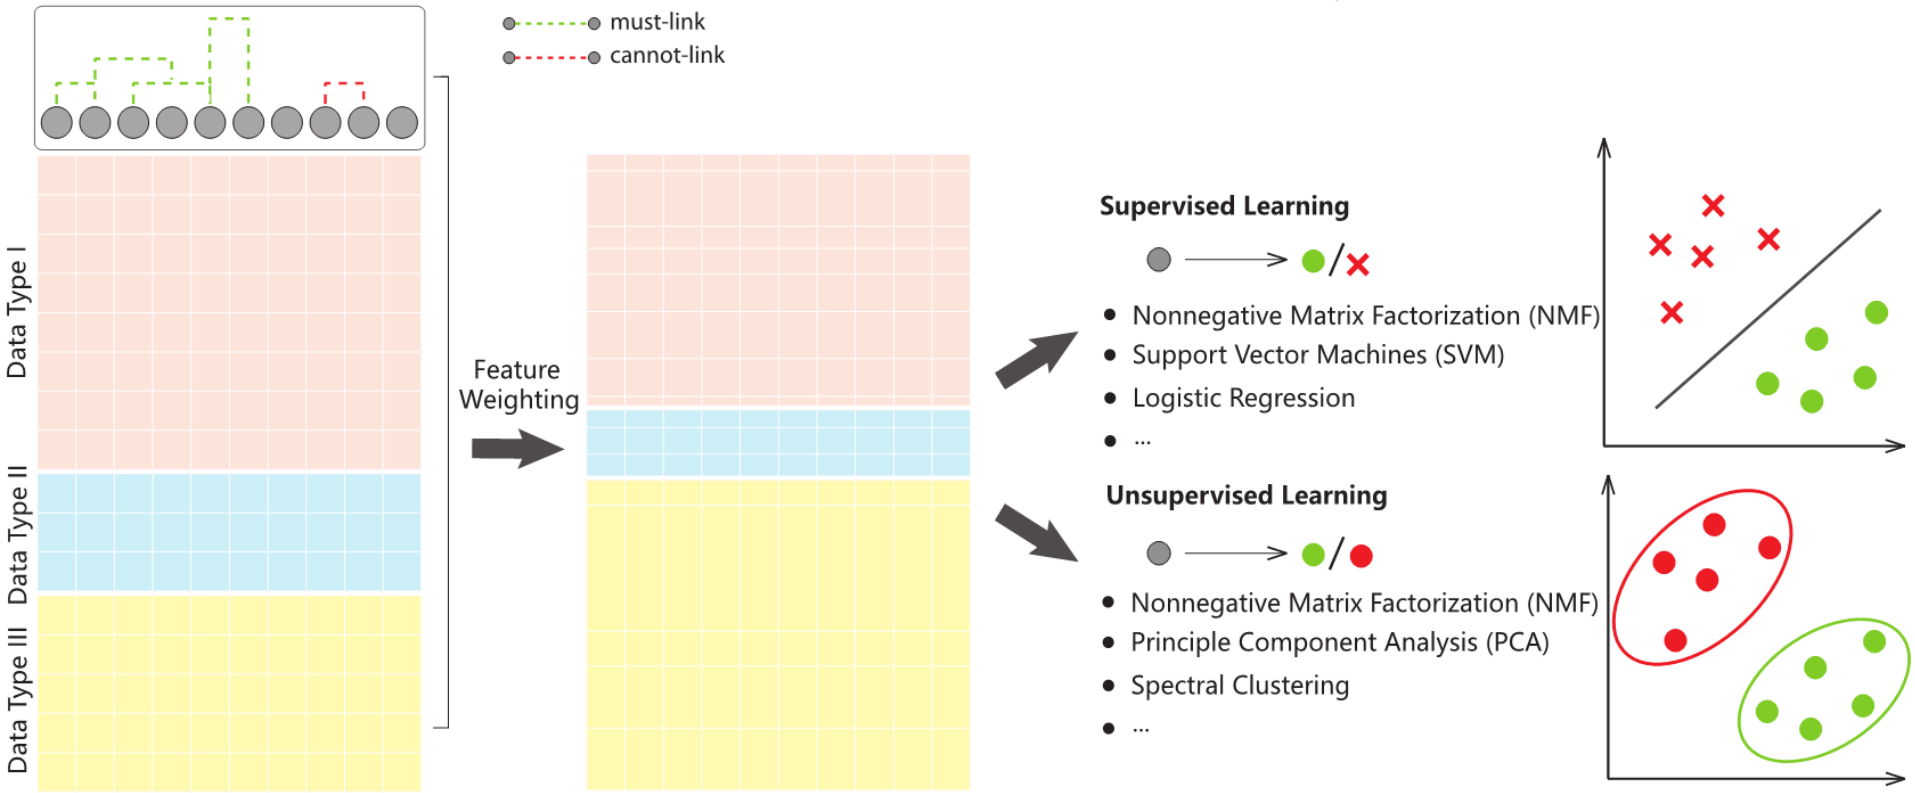 must-link
cannot-link
Data Type I
Data Type II
Data Type III
Feature
Weighting
Supervised Learning
/
Nonnegative Matrix Factorization (NMF)
Support Vector Machines (SVM)
Logistic Regression
...
Unsupervised Learning
/
Nonnegative Matrix Factorization (NMF)
Principle Component Analysis (PCA)
Spectral Clustering
...